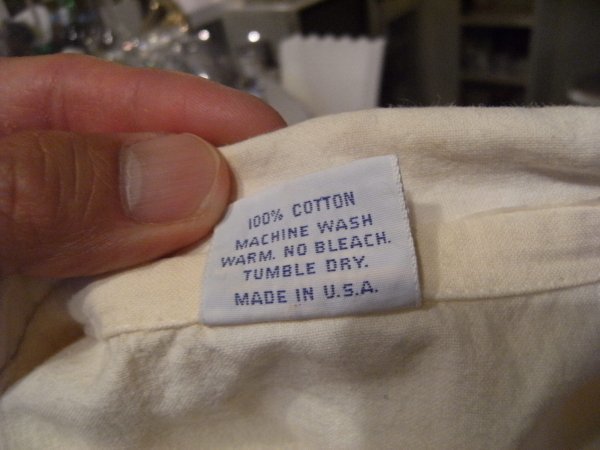 100% COTTON
MACHINE WASH
WARM. NO BLEACH.
TUMBLE DRY.
MADE IN U.S.A.